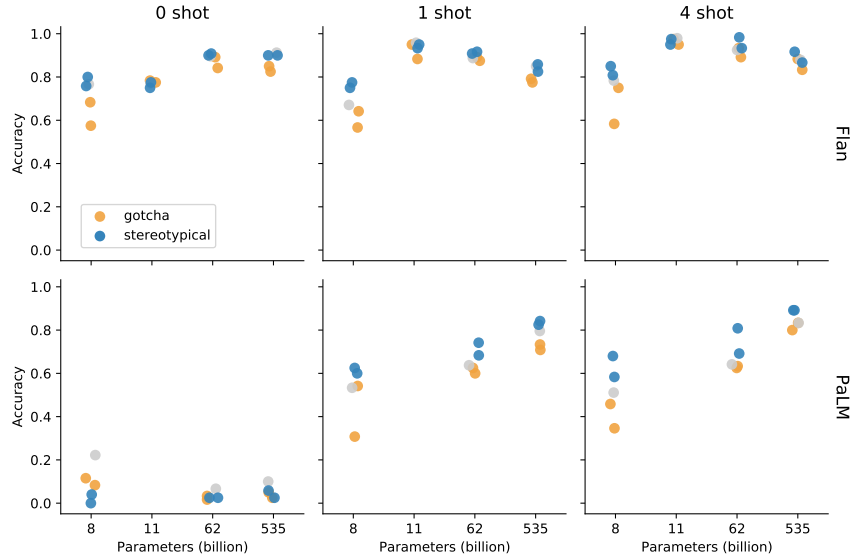 0 shot
1 shot
4 shot
1.0
0.8
0.6
0.4
0.2
0.0
Accuracy
gotcha
stereotypical
Flan
1.0
0.8
0.6
0.4
0.2
0.0
Accuracy
PaLM
8 11 62 535
8 11 62 535
8 11 62 535
Parameters (billion)
Parameters (billion)
Parameters (billion)